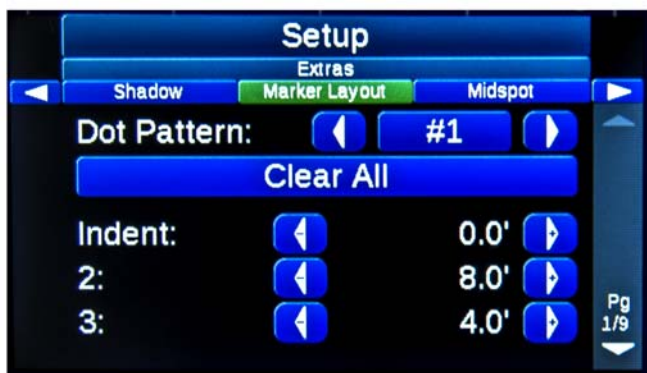 Setup
Extras
Shadow Marker Layout Midspot
Dot Pattern: #1
Clear All
Indent: - 0.0' +
2: - 8.0' +
3: - 4.0' +
Pg
1/9